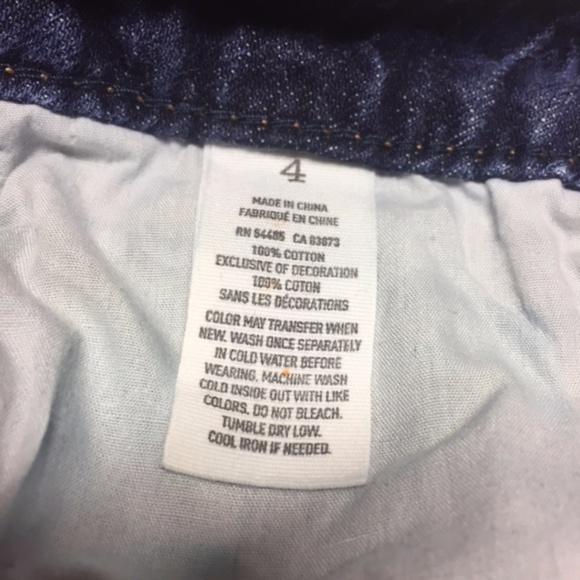 4
MADE IN CHINA
FABRIQUÉ EN CHINE
RN 54485 CA 03873
100% COTTON
EXCLUSIVE OF DECORATION
100% COTON
SANS LES DÉCORATIONS
COLOR MAY TRANSFER WHEN
NEW. WASH ONCE SEPARATELY
IN COLD WATER BEFORE
WEARING. MACHINE WASH
COLD INSIDE OUT WITH LIKE
COLORS. DO NOT BLEACH.
TUMBLE DRY LOW.
COOL IRON IF NEEDED.